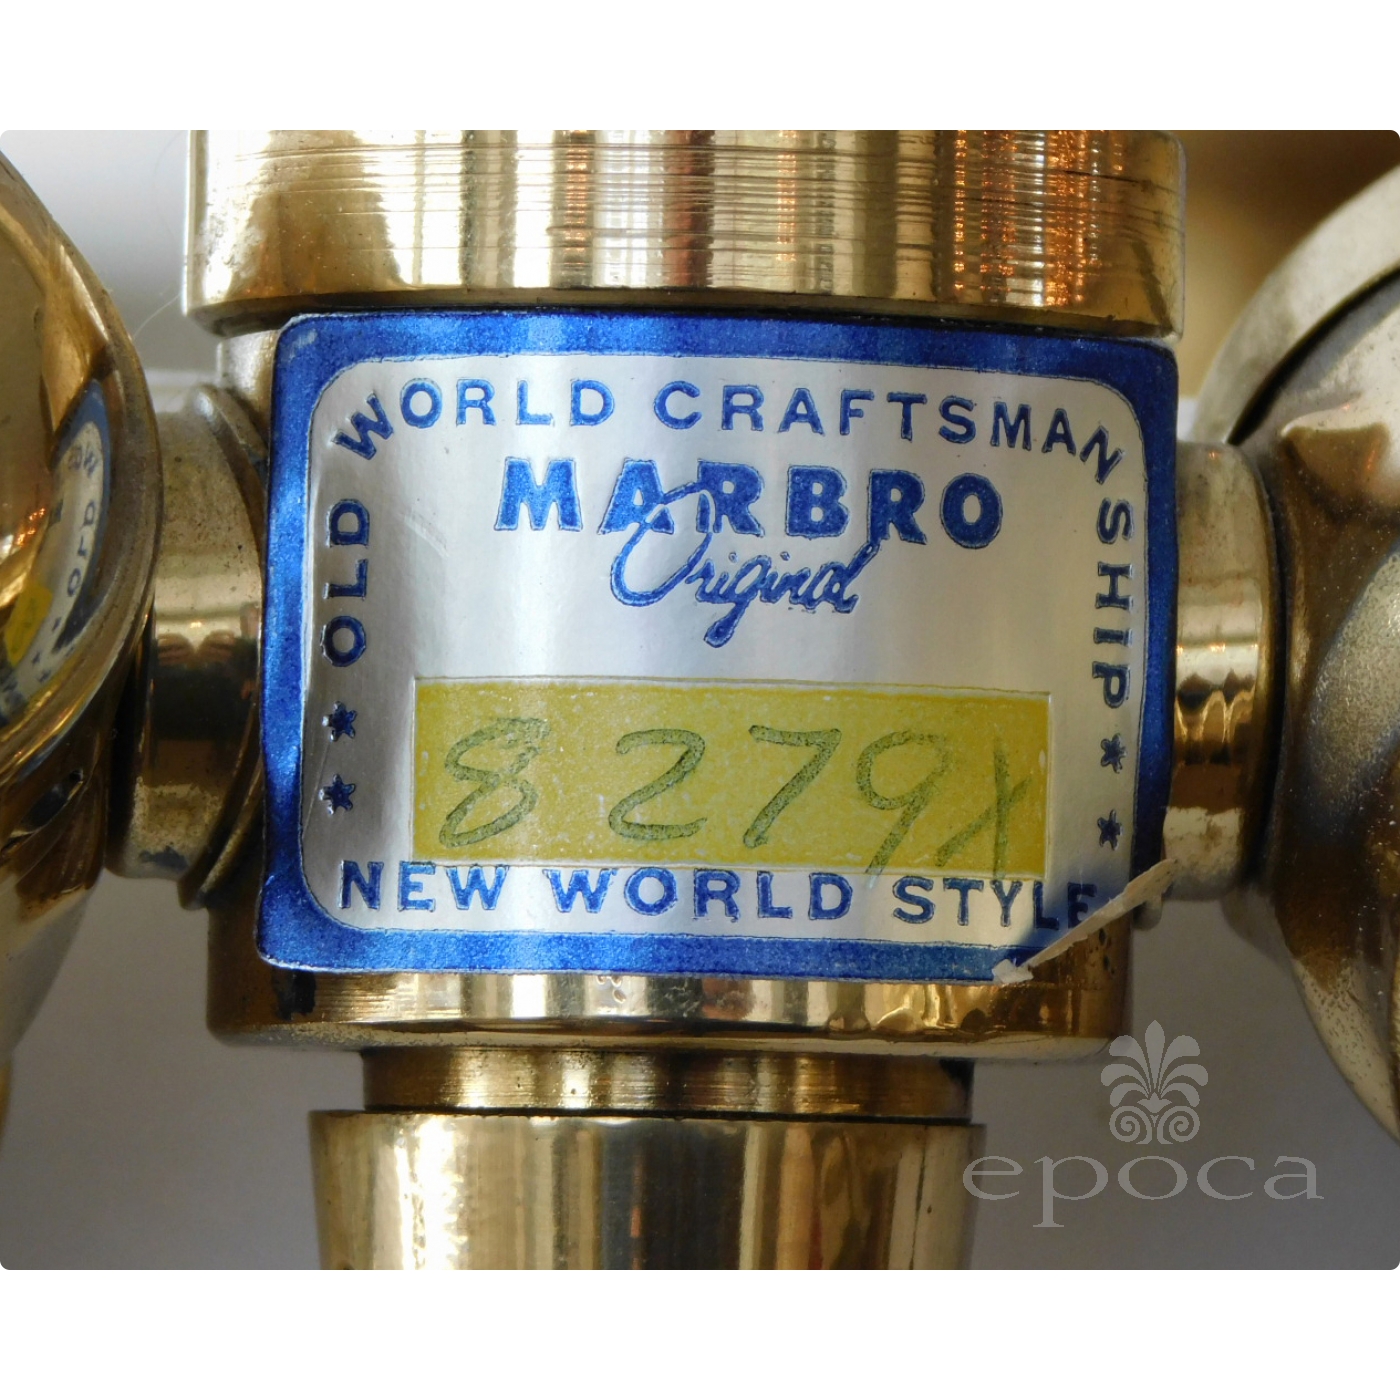 OLD WORLD CRAFTSMANSHIP
MARBRO
Original
8279X
NEW WORLD STYLE
epoca